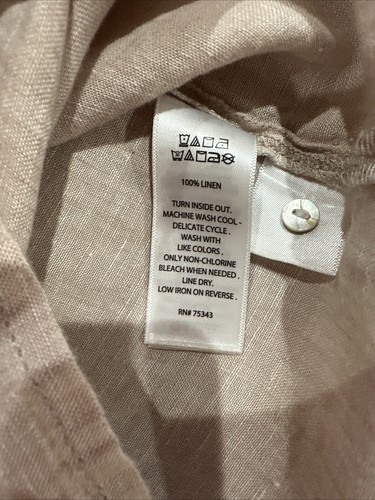 100% LINEN
TURN INSIDE OUT.
MACHINE WASH COOL -
DELICATE CYCLE .
WASH WITH
LIKE COLORS .
ONLY NON-CHLORINE
BLEACH WHEN NEEDED .
LINE DRY.
LOW IRON ON REVERSE .
RN# 75343